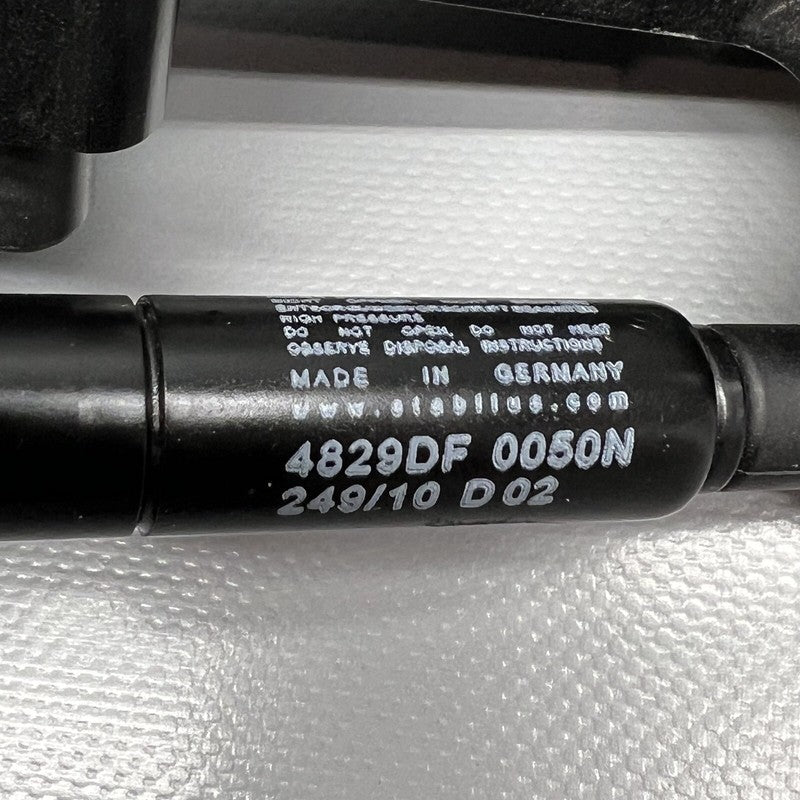 HIGH PRESSURE
DO NOT OPEN, DO NOT HEAT
OBSERVE DISPOSAL INSTRUCTIONS
MADE IN GERMANY
www.stabilus.com
4829DF 0050N
249/10 D 02